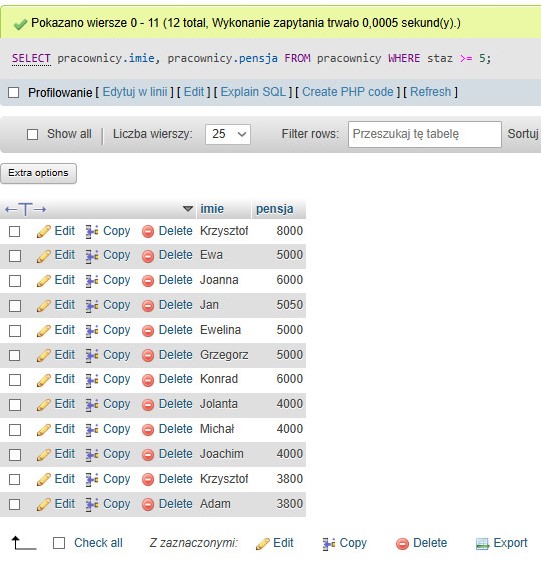 Pokazano wiersze 0 - 11 (12 total, Wykonanie zapytania trwało 0,0005 sekund(y).)
SELECT pracownicy.imie, pracownicy.pensja FROM pracownicy WHERE staz >= 5;
Profilowanie [ Edytuj w linii ] [ Edit ] [ Explain SQL ] [ Create PHP code ] [ Refresh ]
Show all | Liczba wierszy: 25 Filter rows: Przeszukaj tę tabelę Sortuj
Extra options
←T→ imie pensja
Edit Copy Delete Krzysztof 8000
Edit Copy Delete Ewa 5000
Edit Copy Delete Joanna 6000
Edit Copy Delete Jan 5050
Edit Copy Delete Ewelina 5000
Edit Copy Delete Grzegorz 5000
Edit Copy Delete Konrad 6000
Edit Copy Delete Jolanta 4000
Edit Copy Delete Michał 4000
Edit Copy Delete Joachim 4000
Edit Copy Delete Krzysztof 3800
Edit Copy Delete Adam 3800
Check all Z zaznaczonymi: Edit Copy Delete Export